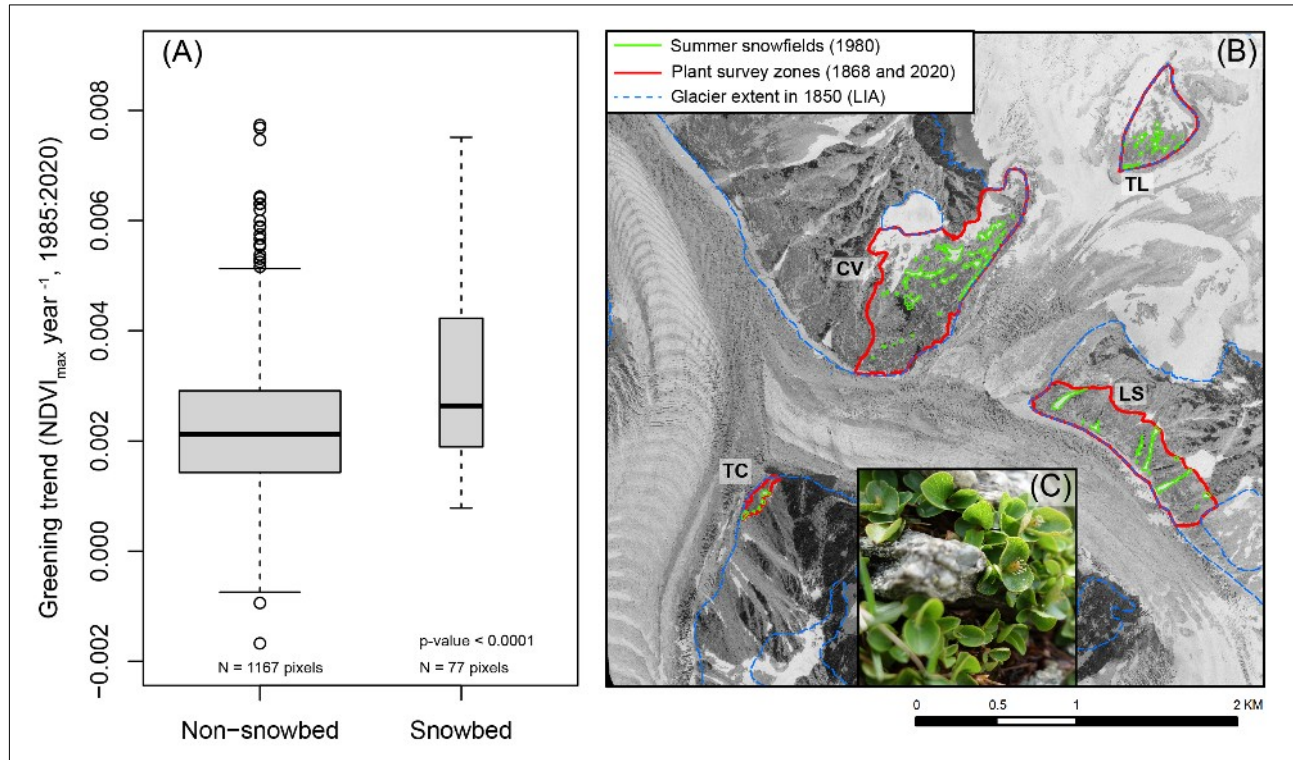 (A)
Greening trend (NDVImax year -1, 1985:2020)
0.008
0.006
0.004
0.002
0.000
−0.002
p-value < 0.0001
N = 1167 pixels
N = 77 pixels
Non−snowbed
Snowbed
Summer snowfields (1980)
Plant survey zones (1868 and 2020)
Glacier extent in 1850 (LIA)
(B)
TL
CV
LS
TC
(C)
0
0.5
1
2 KM